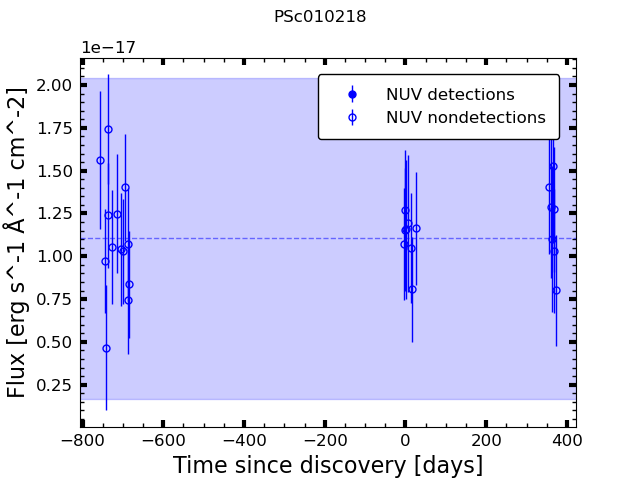 PSc010218
1e−17
Flux [erg s^-1 Å^-1 cm^-2]
2.00
1.75
1.50
1.25
1.00
0.75
0.50
0.25
NUV detections
NUV nondetections
−800
−600
−400
−200
0
200
400
Time since discovery [days]